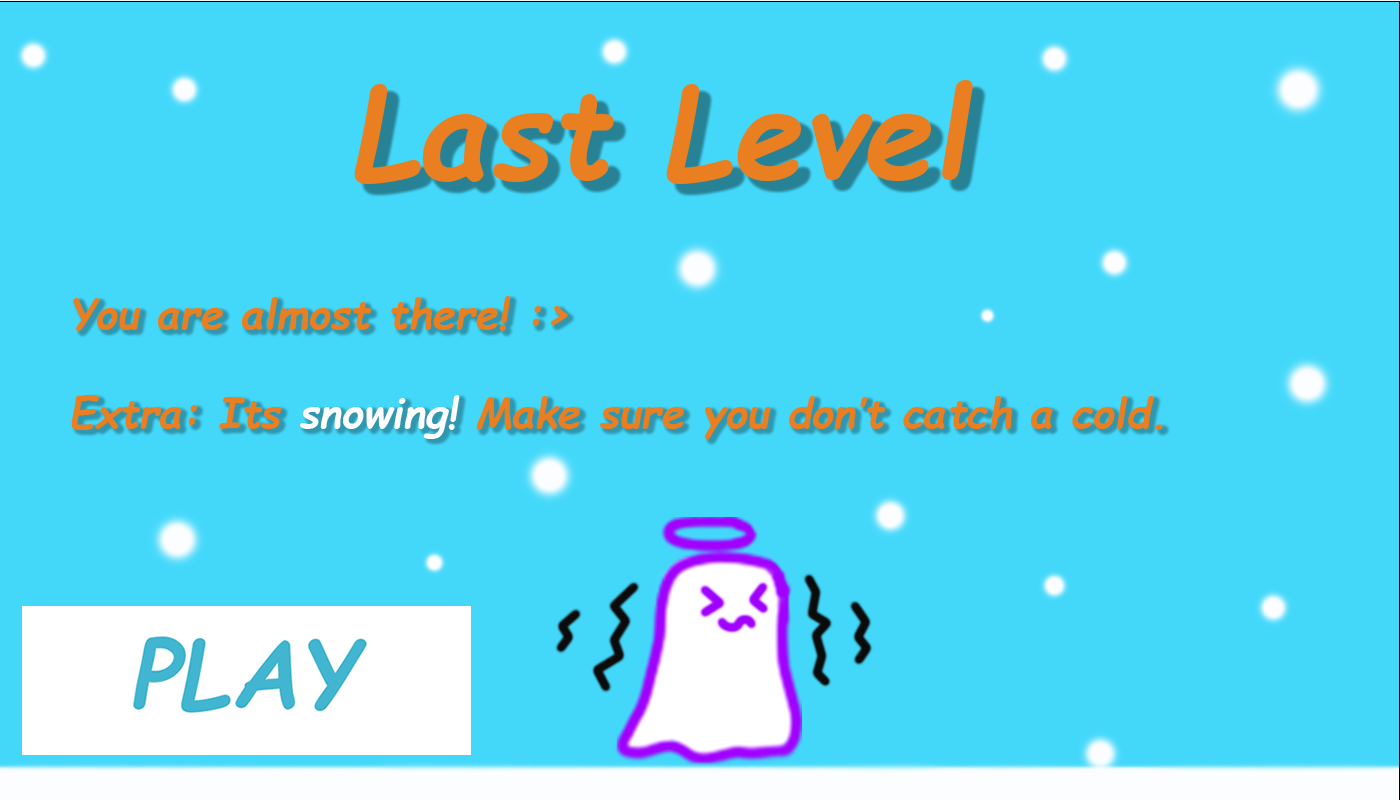 Last Level
You are almost there! :>
Extra: Its snowing! Make sure you don't catch a cold.
PLAY